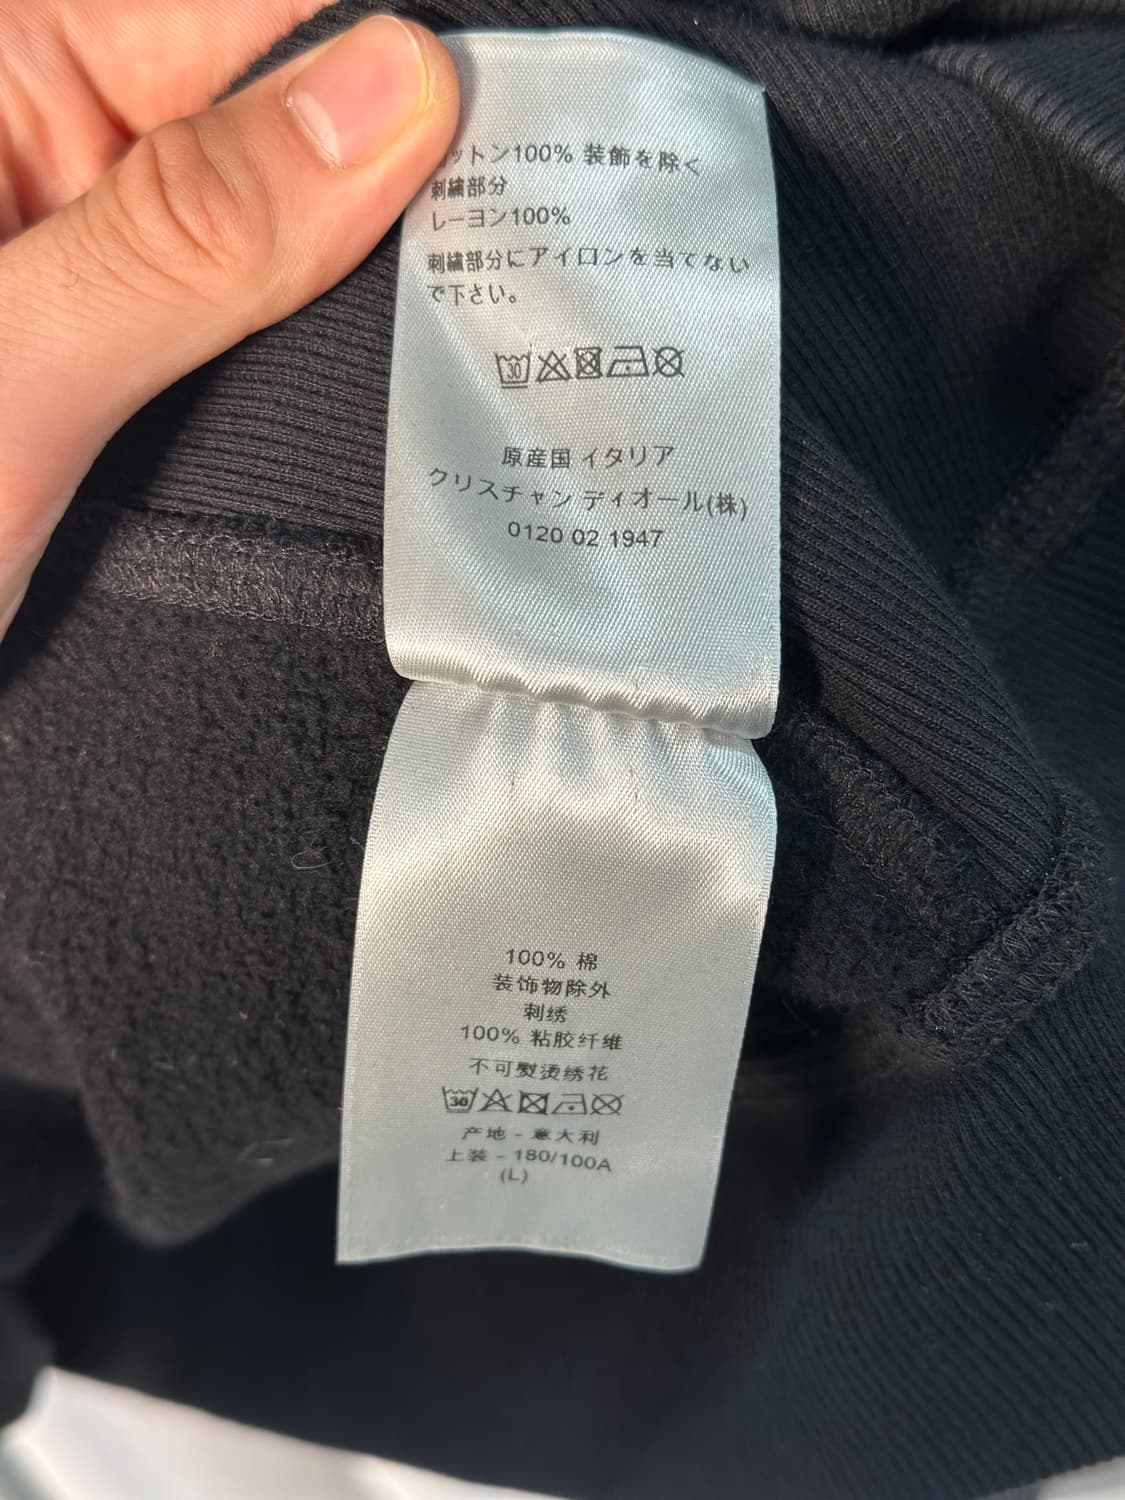 ットン100% 装飾を除く
刺繍部分
レーヨン100%
刺繍部分にアイロンを当てない
で下さい。
30
原産国 イタリア
クリスチャン ディオール(株)
0120 02 1947
100% 棉
装饰物除外
刺绣
100% 粘胶纤维
不可熨烫绣花
30
产地 - 意大利
上装 - 180/100A
(L)